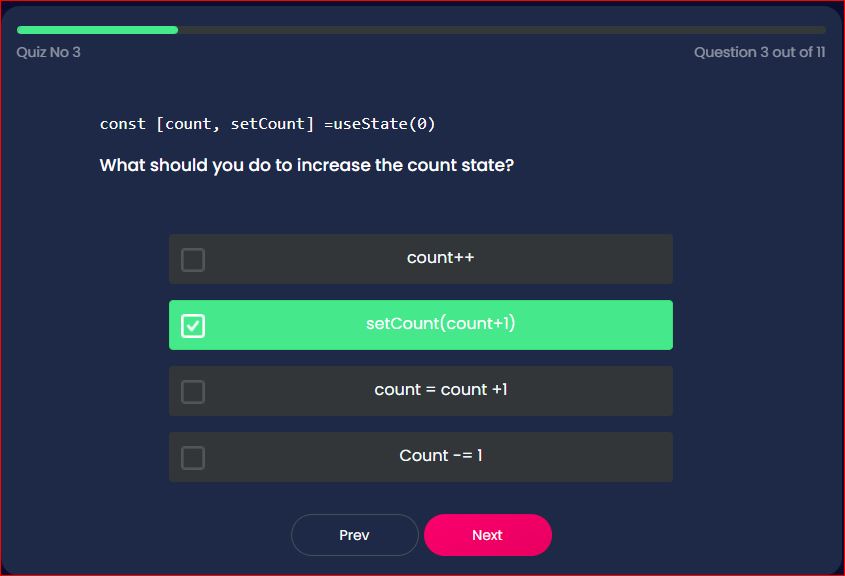 Quiz No 3
Question 3 out of 11
const [count, setCount] =useState(0)
What should you do to increase the count state?
count++
setCount(count+1)
count = count +1
Count -= 1
Prev
Next